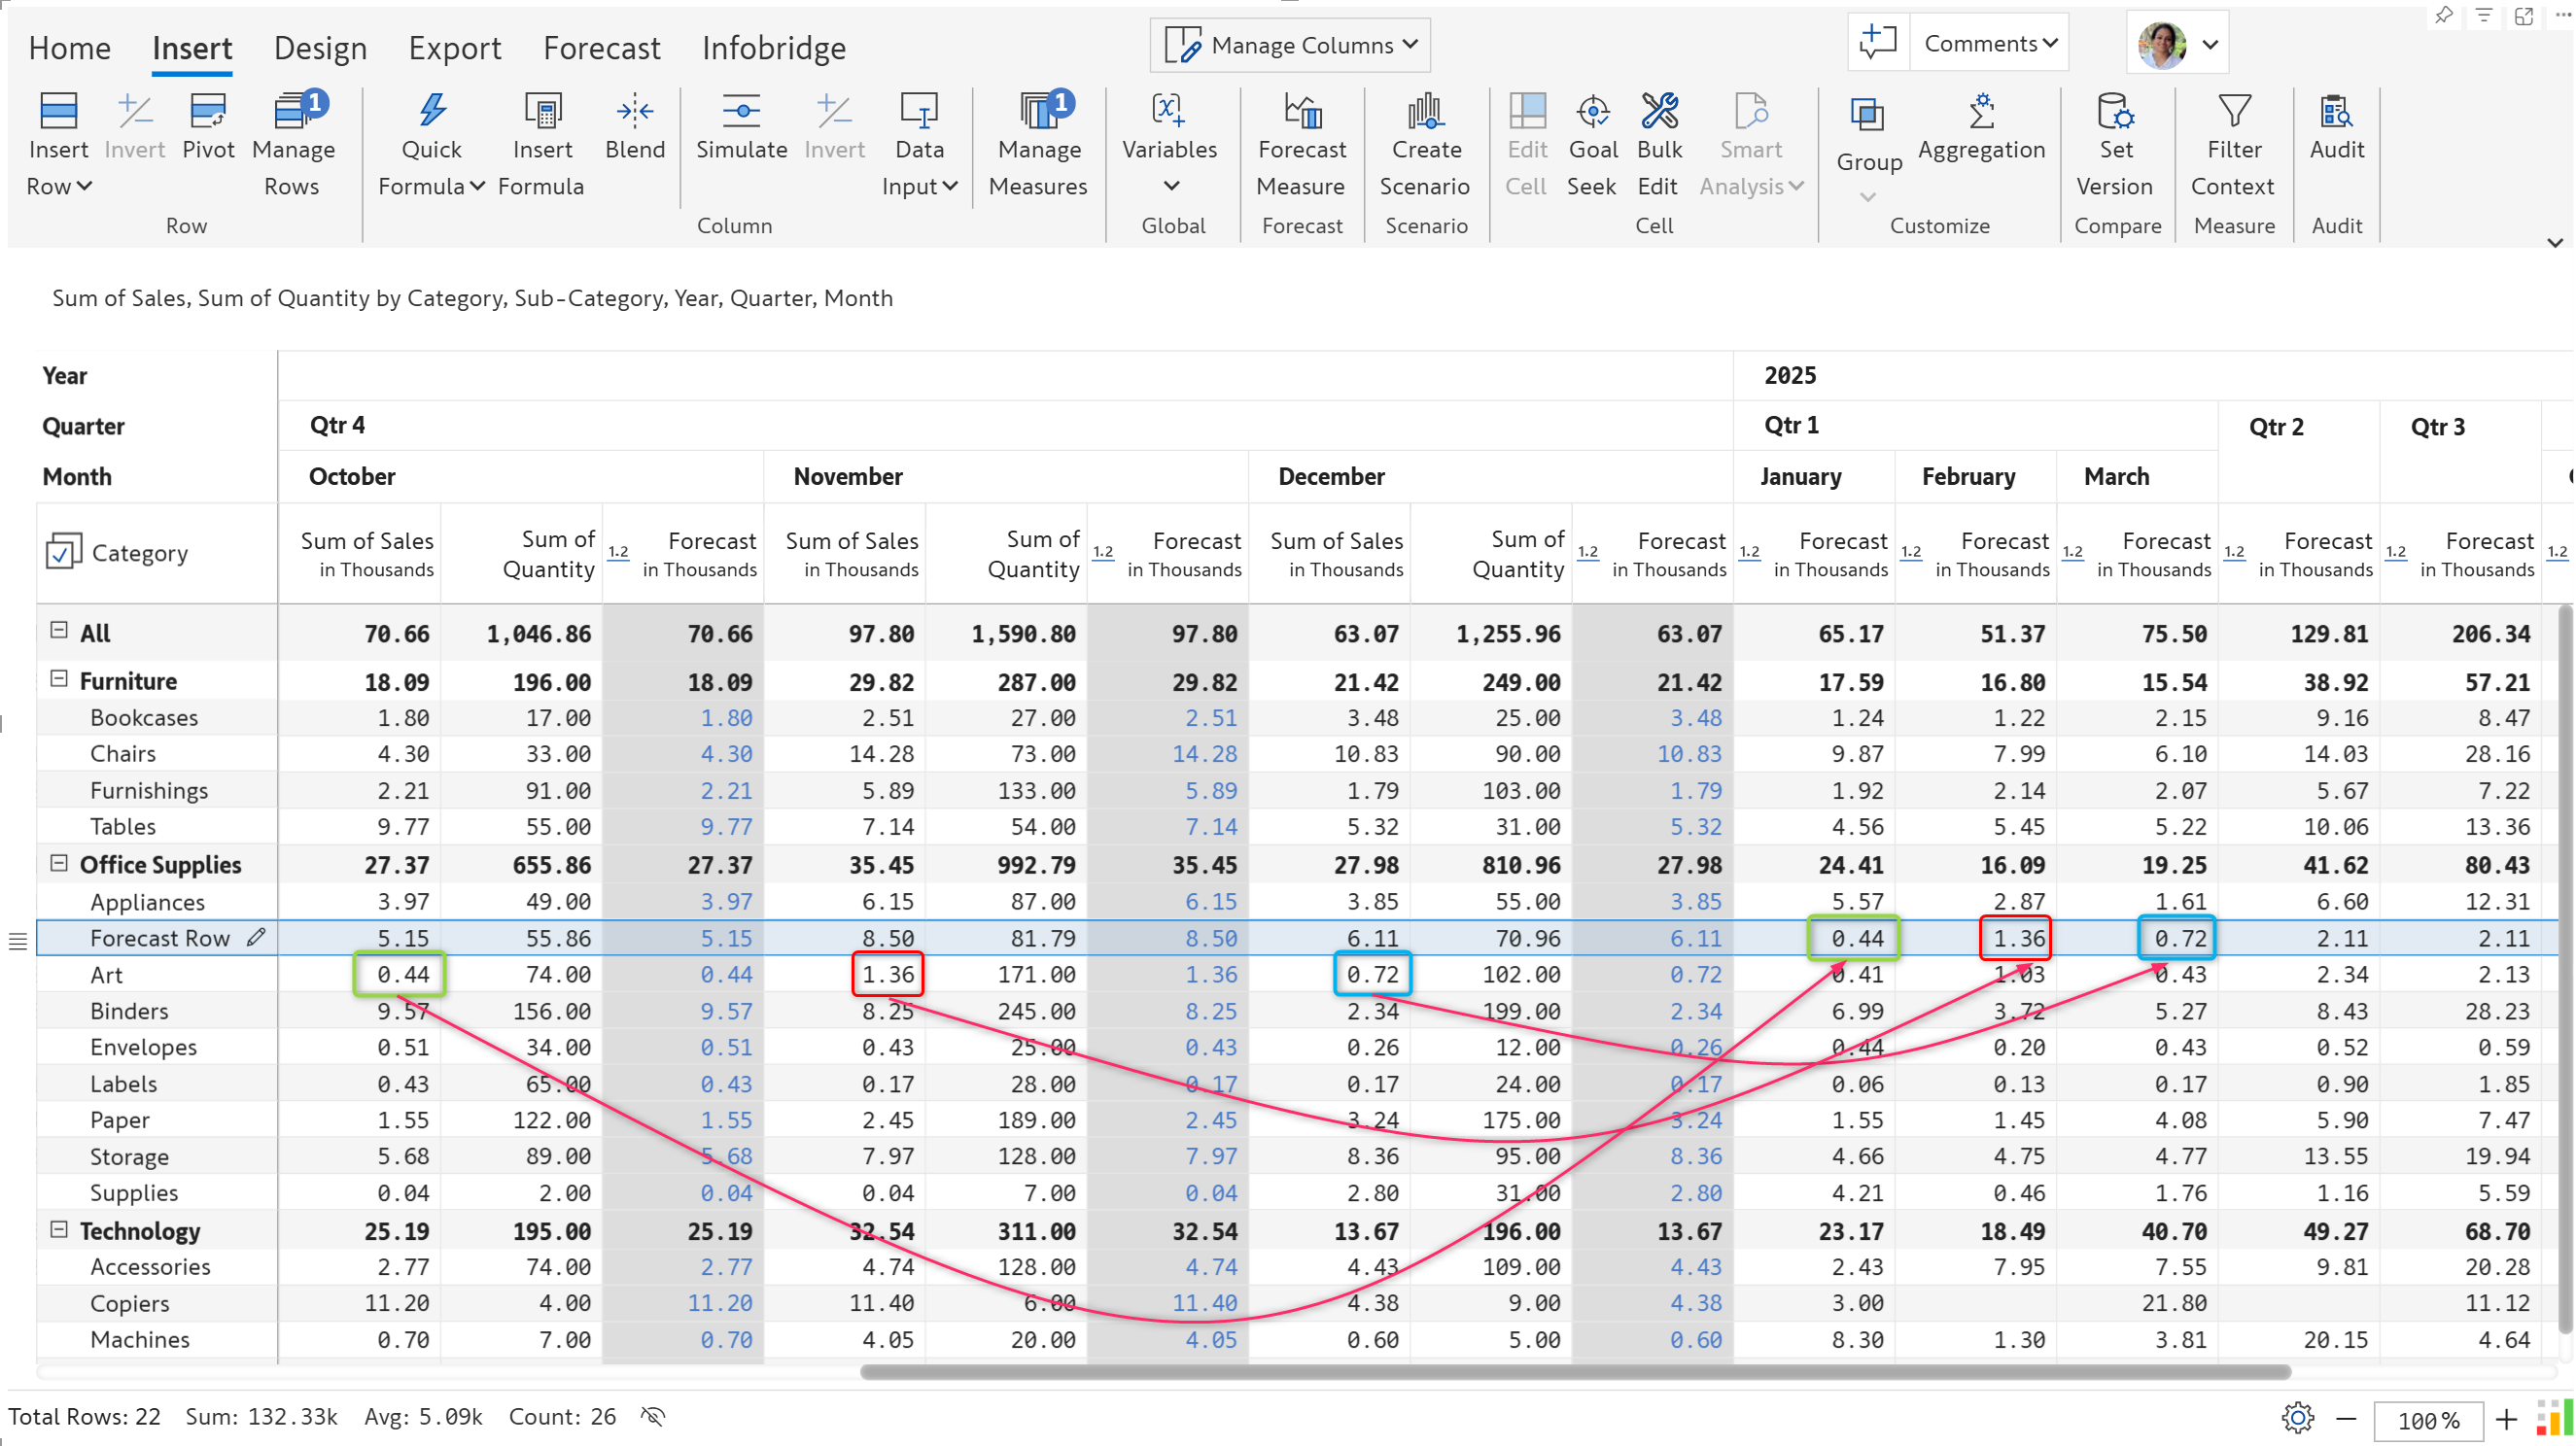 Home Insert Design Export Forecast Infobridge Manage Columns Comments
Insert Row Invert Pivot Manage Rows 1 Quick Formula Insert Formula Blend Simulate Invert Data Input Manage Measures 1 Variables Forecast Measure Create Scenario Edit Cell Goal Seek Bulk Edit Smart Analysis Group Aggregation Set Version Filter Context Audit
Row Column Global Forecast Scenario Cell Customize Compare Measure Audit
Sum of Sales, Sum of Quantity by Category, Sub-Category, Year, Quarter, Month
Year 2025
Quarter Qtr 4 Qtr 1 Qtr 2 Qtr 3
Month October November December January February March
Category Sum of Sales in Thousands Sum of Quantity 1.2 Forecast in Thousands Sum of Sales in Thousands Sum of Quantity 1.2 Forecast in Thousands Sum of Sales in Thousands Sum of Quantity 1.2 Forecast in Thousands 1.2 Forecast in Thousands 1.2 Forecast in Thousands 1.2 Forecast in Thousands 1.2 Forecast in Thousands 1.2 Forecast in Thousands 1.2
All 70.66 1,046.86 70.66 97.80 1,590.80 97.80 63.07 1,255.96 63.07 65.17 51.37 75.50 129.81 206.34
Furniture 18.09 196.00 18.09 29.82 287.00 29.82 21.42 249.00 21.42 17.59 16.80 15.54 38.92 57.21
Bookcases 1.80 17.00 1.80 2.51 27.00 2.51 3.48 25.00 3.48 1.24 1.22 2.15 9.16 8.47
Chairs 4.30 33.00 4.30 14.28 73.00 14.28 10.83 90.00 10.83 9.87 7.99 6.10 14.03 28.16
Furnishings 2.21 91.00 2.21 5.89 133.00 5.89 1.79 103.00 1.79 1.92 2.14 2.07 5.67 7.22
Tables 9.77 55.00 9.77 7.14 54.00 7.14 5.32 31.00 5.32 4.56 5.45 5.22 10.06 13.36
Office Supplies 27.37 655.86 27.37 35.45 992.79 35.45 27.98 810.96 27.98 24.41 16.09 19.25 41.62 80.43
Appliances 3.97 49.00 3.97 6.15 87.00 6.15 3.85 55.00 3.85 5.57 2.87 1.61 6.60 12.31
Forecast Row 5.15 55.86 5.15 8.50 81.79 8.50 6.11 70.96 6.11 0.44 1.36 0.72 2.11 2.11
Art 0.44 74.00 0.44 1.36 171.00 1.36 0.72 102.00 0.72 0.41 1.03 0.43 2.34 2.13
Binders 9.57 156.00 9.57 8.25 245.00 8.25 2.34 199.00 2.34 6.99 3.72 5.27 8.43 28.23
Envelopes 0.51 34.00 0.51 0.43 25.00 0.43 0.26 12.00 0.26 0.44 0.20 0.43 0.52 0.59
Labels 0.43 65.00 0.43 0.17 28.00 0.17 0.17 24.00 0.17 0.06 0.13 0.17 0.90 1.85
Paper 1.55 122.00 1.55 2.45 189.00 2.45 3.24 175.00 3.24 1.55 1.45 4.08 5.90 7.47
Storage 5.68 89.00 5.68 7.97 128.00 7.97 8.36 95.00 8.36 4.66 4.75 4.77 13.55 19.94
Supplies 0.04 2.00 0.04 0.04 7.00 0.04 2.80 31.00 2.80 4.21 0.46 1.76 1.16 5.59
Technology 25.19 195.00 25.19 32.54 311.00 32.54 13.67 196.00 13.67 23.17 18.49 40.70 49.27 68.70
Accessories 2.77 74.00 2.77 4.74 128.00 4.74 4.43 109.00 4.43 2.43 7.95 7.55 9.81 20.28
Copiers 11.20 4.00 11.20 11.40 6.00 11.40 4.38 9.00 4.38 3.00 21.80 11.12
Machines 0.70 7.00 0.70 4.05 20.00 4.05 0.60 5.00 0.60 8.30 1.30 3.81 20.15 4.64
Total Rows: 22 Sum: 132.33k Avg: 5.09k Count: 26 100%